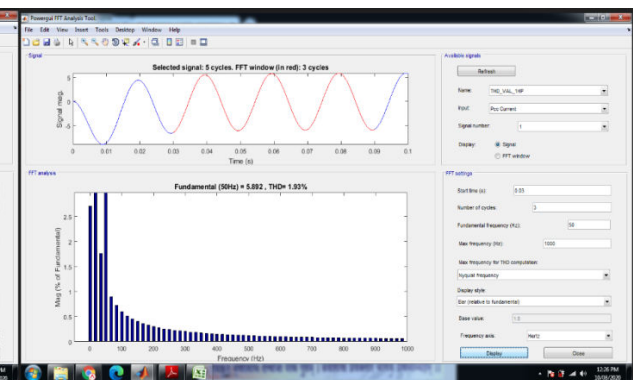 Powergui FFT Analysis Tool
File Edit View Insert Tools Desktop Window Help
Signal
Selected signal: 5 cycles. FFT window (in red): 3 cycles
Signal mag.
5
0
-5
0 0.01 0.02 0.03 0.04 0.05 0.06 0.07 0.08 0.09 0.1
Time (s)
FFT analysis
Fundamental (50Hz) = 5.892 , THD= 1.93%
Mag (% of Fundamental)
2.5
2
1.5
1
0.5
0
0 100 200 300 400 500 600 700 800 900 1000
Frequency (Hz)
Available signals
Refresh
Name:
Input: Pcc Current
Signal number: 1
Display: Signal
FFT window
FFT settings
Start time (s): 0.03
Number of cycles: 3
Fundamental frequency (Hz): 50
Max frequency (Hz): 1000
Max frequency for THD computation:
Nyquist frequency
Display style:
Bar (relative to fundamental)
Base value: 1.0
Frequency axis: Hertz
Display Close
12:26 PM